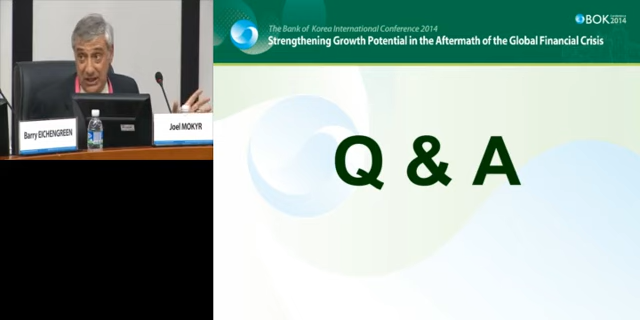 The Bank of Korea International Conference 2014
Strengthening Growth Potential in the Aftermath of the Global Financial Crisis
BOK
2014
Q & A
Barry EICHENGREEN
Joel MOKYR